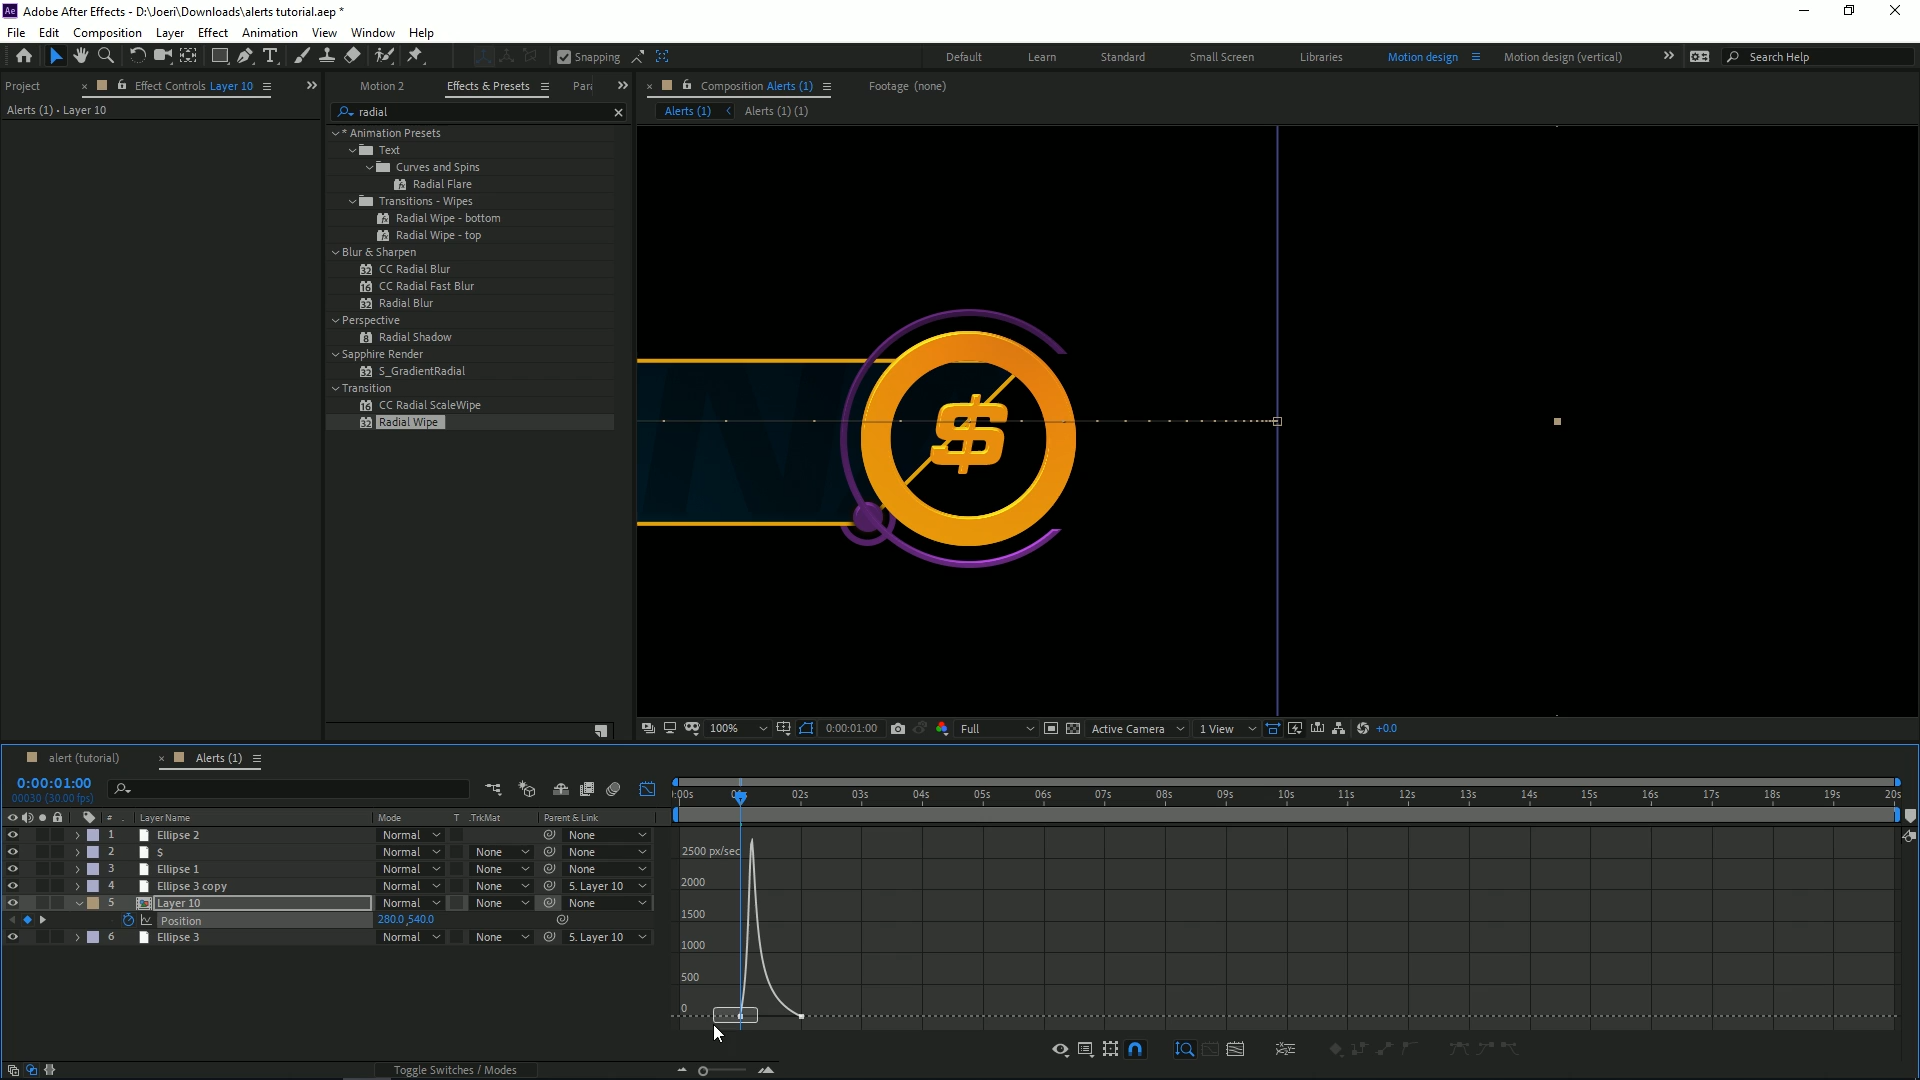 Ae Adobe After Effects - D:\Joeri\Downloads\alerts tutorial.aep *
File Edit Composition Layer Effect Animation View Window Help
Snapping Default Learn Standard Small Screen Libraries Motion design Motion design (vertical) Search Help
Project Effect Controls Layer 10
Alerts (1) • Layer 10
Motion 2 Effects & Presets Par
radial
* Animation Presets
Text
Curves and Spins
Radial Flare
Transitions - Wipes
Radial Wipe - bottom
Radial Wipe - top
Blur & Sharpen
CC Radial Blur
CC Radial Fast Blur
Radial Blur
Perspective
Radial Shadow
Sapphire Render
S_GradientRadial
Transition
CC Radial ScaleWipe
Radial Wipe
Composition Alerts (1) Footage (none)
Alerts (1) Alerts (1) (1)
$
100% 0:00:01:00 Full Active Camera 1 View +0.0
alert (tutorial) Alerts (1)
0:00:01:00
00030 (30.00 fps)
# Layer Name Mode T .TrkMat Parent & Link
1 Ellipse 2 Normal None
2 $ Normal None None
3 Ellipse 1 Normal None None
4 Ellipse 3 copy Normal None 5. Layer 10
5 Layer 10 Normal None None
Position 280.0,540.0
6 Ellipse 3 Normal None 5. Layer 10
Toggle Switches / Modes
):00s 02s 03s 04s 05s 06s 07s 08s 09s 10s 11s 12s 13s 14s 15s 16s 17s 18s 19s 20s
2500 px/sec
2000
1500
1000
500
0